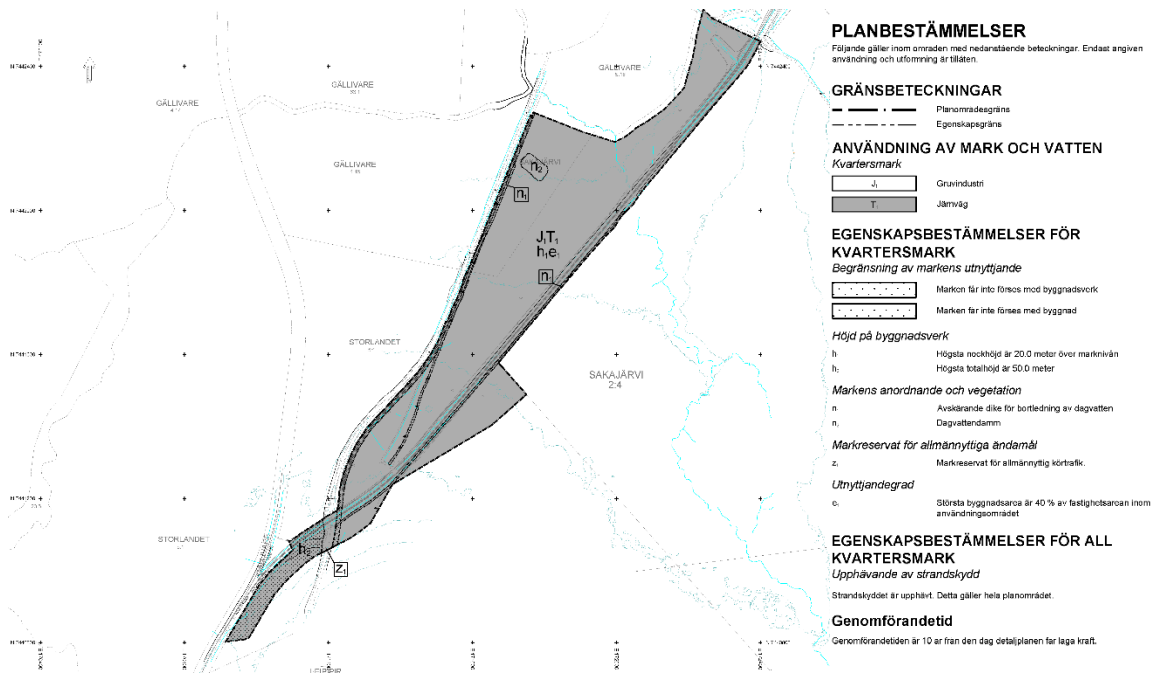 PLANBESTÄMMELSER
Följande gäller inom områden med nedanstående beteckningar. Endast angiven
användning och utformning är tillåten.
GRÄNSBETECKNINGAR
Planområdesgräns
Egenskapsgräns
ANVÄNDNING AV MARK OCH VATTEN
Kvartersmark
J₁ Gruvindustri
T₁ Järnväg
EGENSKAPSBESTÄMMELSER FÖR
KVARTERSMARK
Begränsning av markens utnyttjande
Marken får inte förses med byggnadsverk
Marken får inte förses med byggnad
Höjd på byggnadsverk
h₁ Högsta nockhöjd är 20.0 meter över marknivån
h₂ Högsta totalhöjd är 50.0 meter
Markens anordnande och vegetation
n₁ Avskärande dike för bortledning av dagvatten
n₂ Dagvattendamm
Markreservat för allmännyttiga ändamål
z₁ Markreservat för allmännyttig körtrafik.
Utnyttjandegrad
e₁ Största byggnadsarea är 40 % av fastighetsarean inom
användningsområdet
EGENSKAPSBESTÄMMELSER FÖR ALL
KVARTERSMARK
Upphävande av strandskydd
Strandskyddet är upphävt. Detta gäller hela planområdet.
Genomförandetid
Genomförandetiden är 10 år från den dag detaljplanen får laga kraft.
GÄLLIVARE
GÄLLIVARE
GÄLLIVARE
SAKAJÄRVI
n₂
n₁
J₁T₁
h₁e₁
n₁
STORLANDET
SAKAJÄRVI
2:4
STORLANDET
h₂
z₁